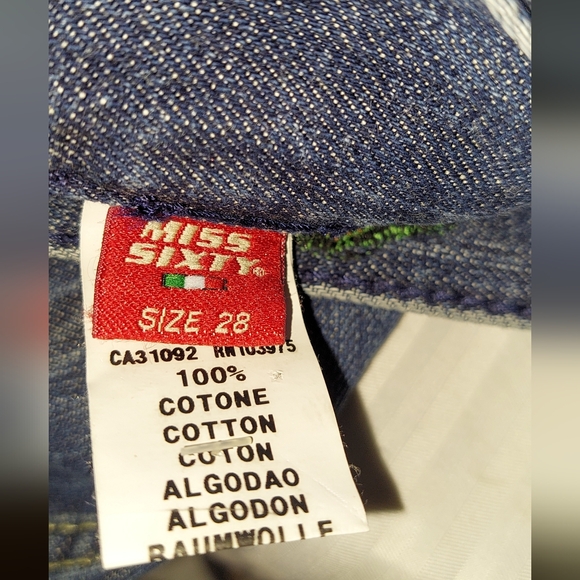 MISS
SIXTY®
SIZE 28
CA31092 RN103975
100%
COTONE
COTTON
COTON
ALGODAO
ALGODON
BAUMWOLLE